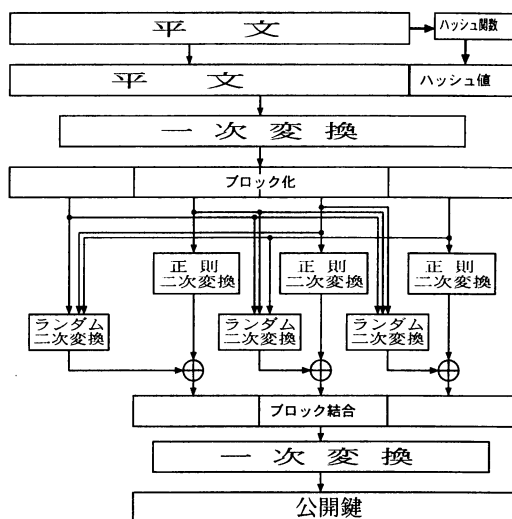 平文
ハッシュ関数
平文
ハッシュ値
一次変換
ブロック化
正則
二次変換
正則
二次変換
正則
二次変換
ランダム
二次変換
ランダム
二次変換
ランダム
二次変換
ブロック結合
一次変換
公開鍵